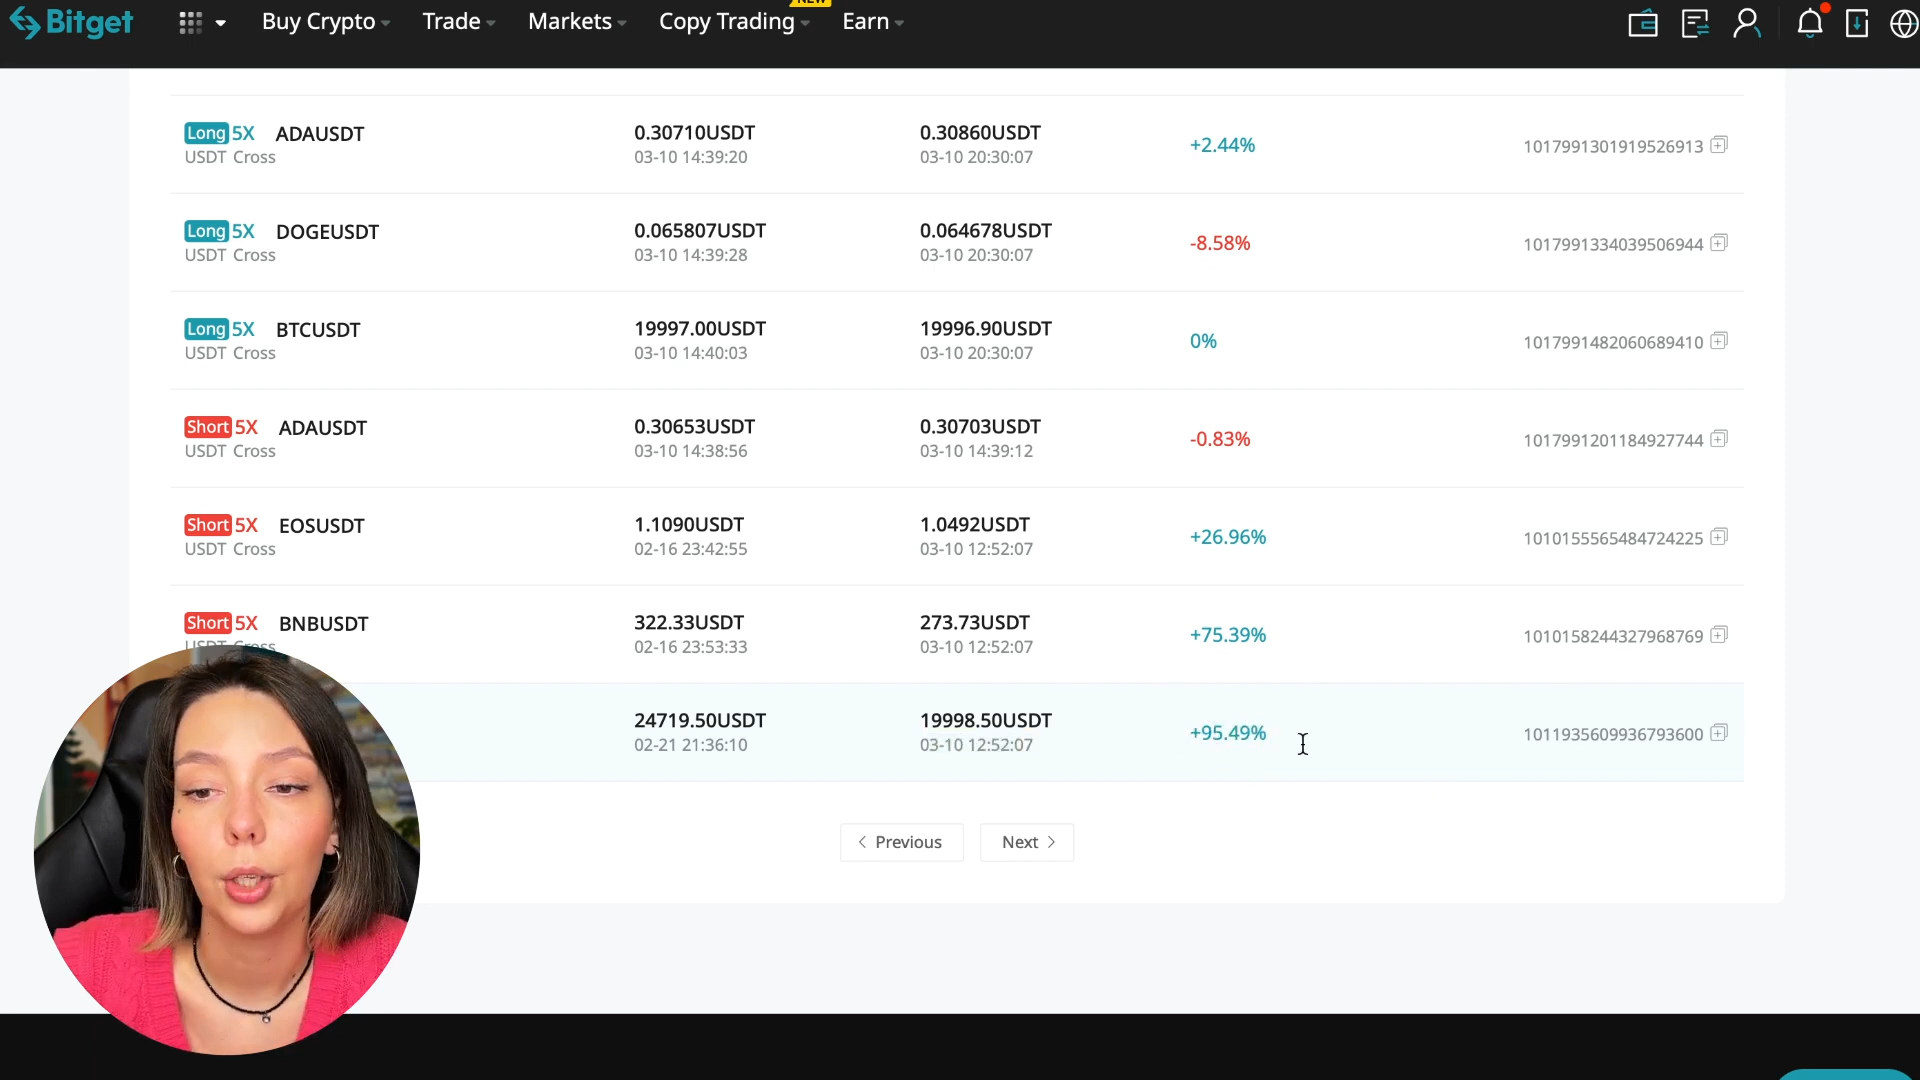 Bitget
Buy Crypto
Trade
Markets
Copy Trading
NEW
Earn
Long 5X ADAUSDT
USDT Cross
0.30710USDT
03-10 14:39:20
0.30860USDT
03-10 20:30:07
+2.44%
1017991301919526913
Long 5X DOGEUSDT
USDT Cross
0.065807USDT
03-10 14:39:28
0.064678USDT
03-10 20:30:07
-8.58%
1017991334039506944
Long 5X BTCUSDT
USDT Cross
19997.00USDT
03-10 14:40:03
19996.90USDT
03-10 20:30:07
0%
1017991482060689410
Short 5X ADAUSDT
USDT Cross
0.30653USDT
03-10 14:38:56
0.30703USDT
03-10 14:39:12
-0.83%
1017991201184927744
Short 5X EOSUSDT
USDT Cross
1.1090USDT
02-16 23:42:55
1.0492USDT
03-10 12:52:07
+26.96%
1010155565484724225
Short 5X BNBUSDT
USDT Cross
322.33USDT
02-16 23:53:33
273.73USDT
03-10 12:52:07
+75.39%
1010158244327968769
24719.50USDT
02-21 21:36:10
19998.50USDT
03-10 12:52:07
+95.49%
1011935609936793600
Previous
Next